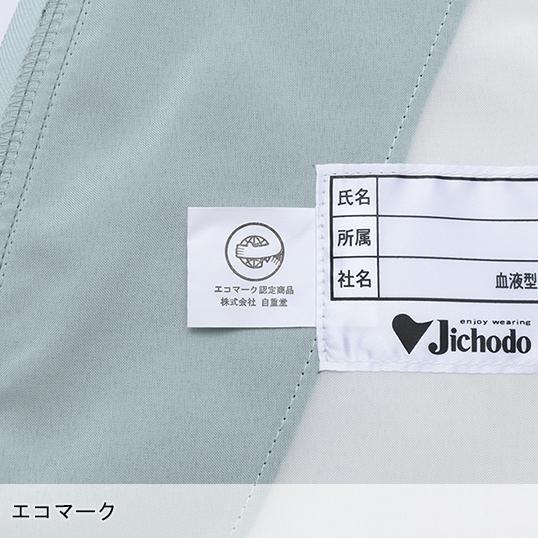 氏名
所属
社名 血液型
エコマーク認定商品
株式会社 自重堂
enjoy wearing
Jichodo
エコマーク